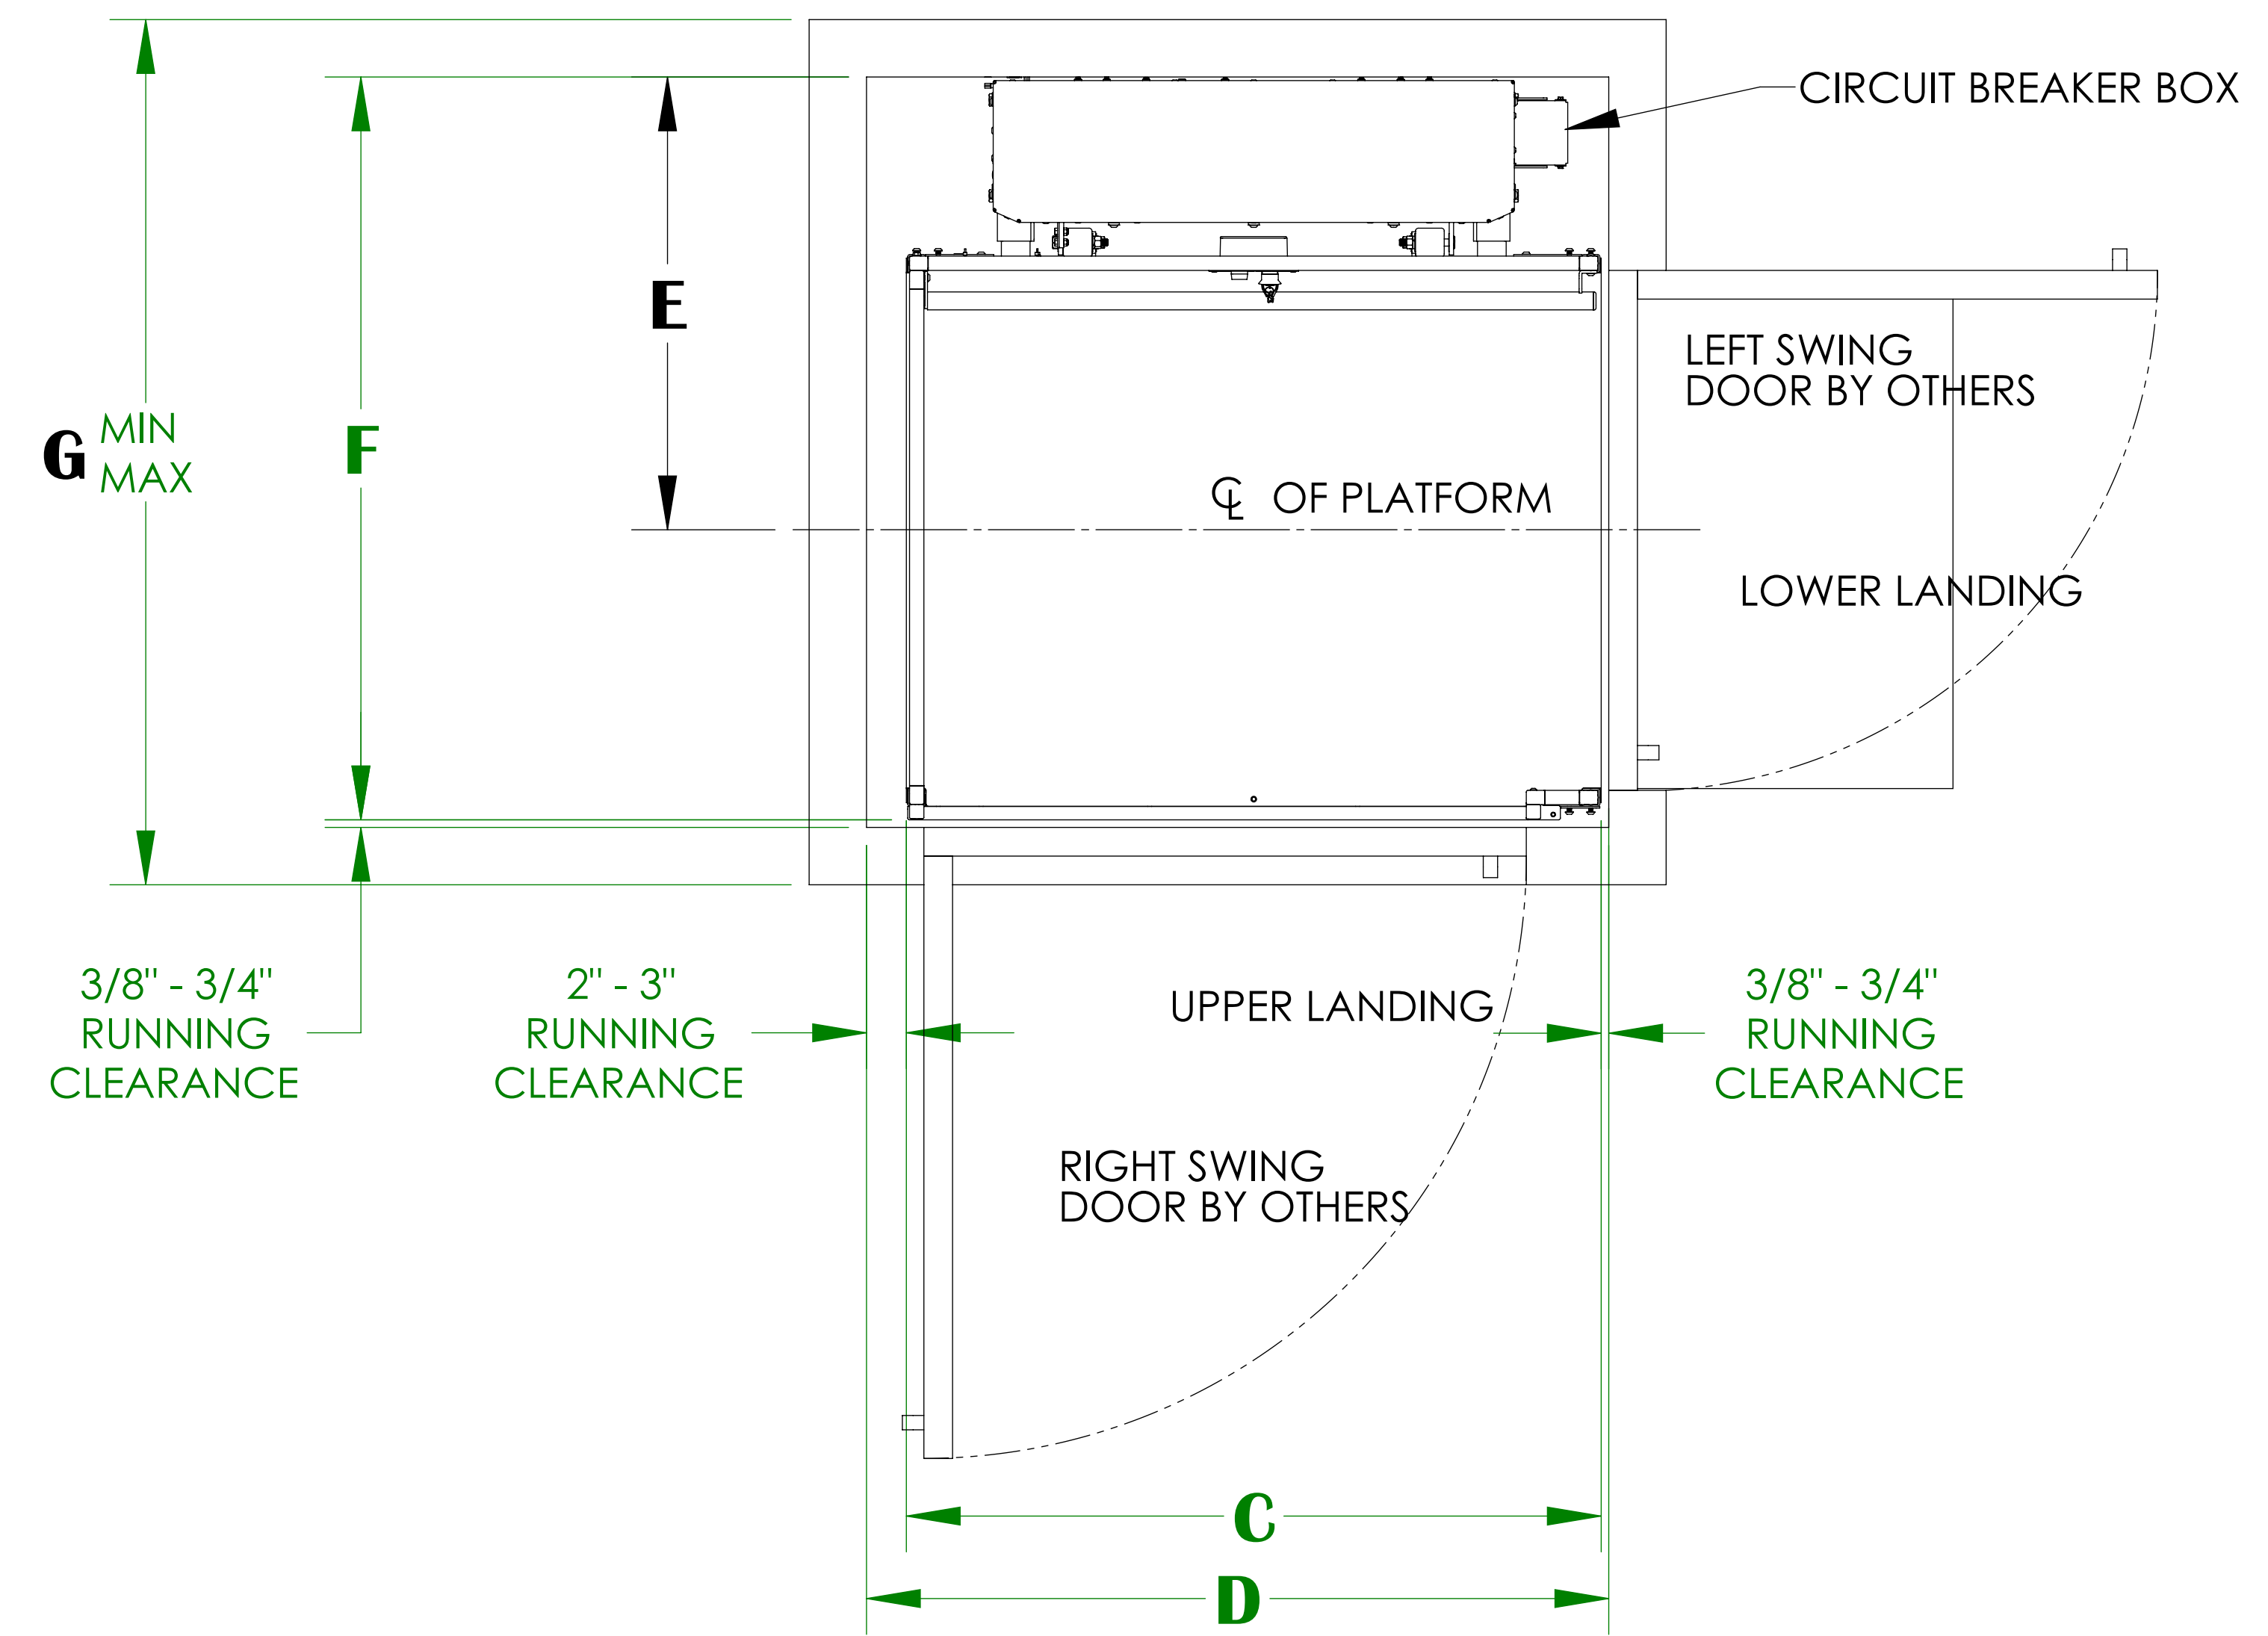 CIRCUIT BREAKER BOX
E
LEFT SWING
DOOR BY OTHERS
G MIN
MAX
F
℄ OF PLATFORM
LOWER LANDING
3/8" - 3/4"
RUNNING
CLEARANCE
2" - 3"
RUNNING
CLEARANCE
UPPER LANDING
3/8" - 3/4"
RUNNING
CLEARANCE
RIGHT SWING
DOOR BY OTHERS
C
D